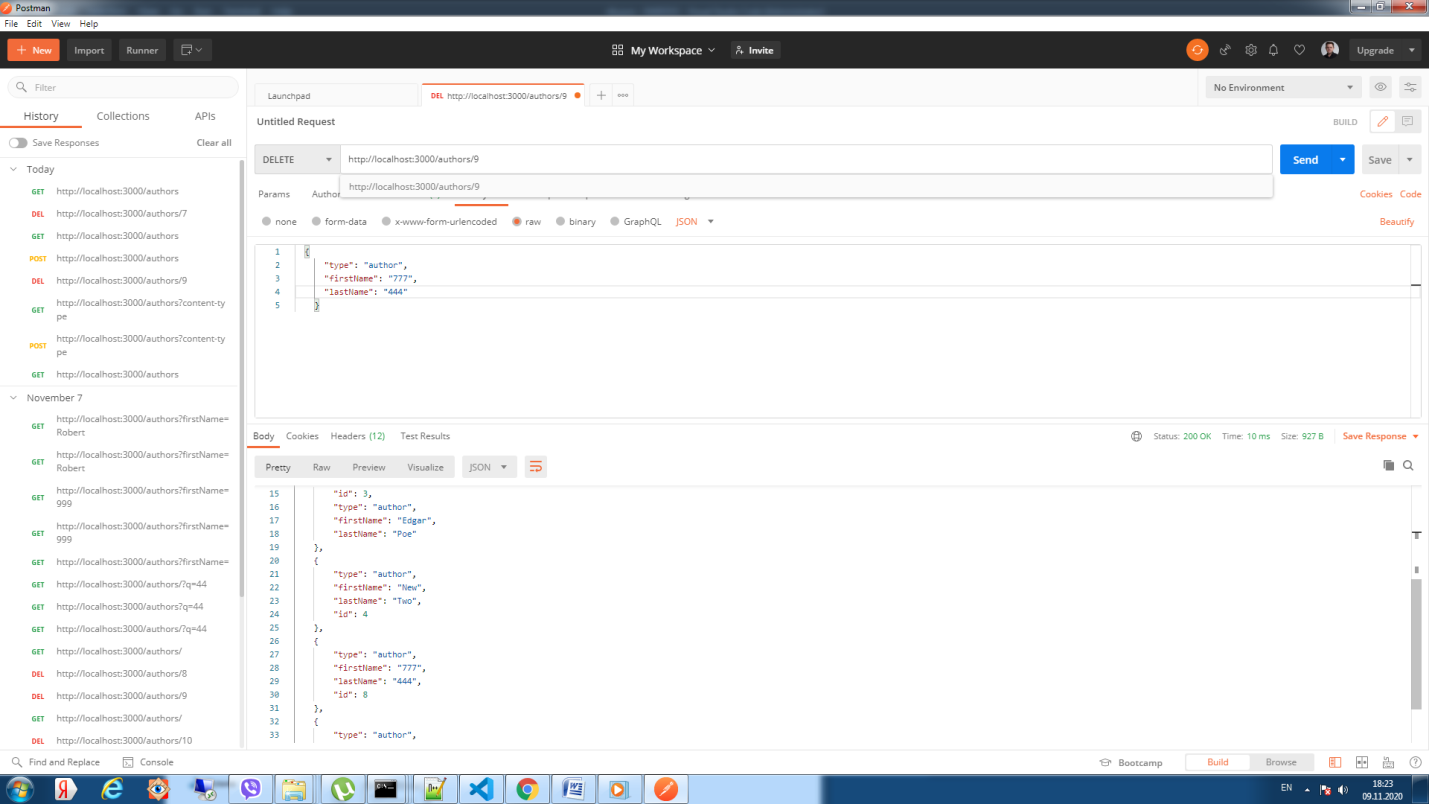 Postman
File Edit View Help
+ New Import Runner My Workspace Invite Upgrade
Filter
History Collections APIs
Save Responses Clear all
Today
GET http://localhost:3000/authors
DEL http://localhost:3000/authors/7
GET http://localhost:3000/authors
POST http://localhost:3000/authors
DEL http://localhost:3000/authors/9
GET http://localhost:3000/authors?content-ty
pe
POST http://localhost:3000/authors?content-ty
pe
GET http://localhost:3000/authors
November 7
GET http://localhost:3000/authors?firstName=
Robert
GET http://localhost:3000/authors?firstName=
Robert
GET http://localhost:3000/authors?firstName=
999
GET http://localhost:3000/authors?firstName=
999
GET http://localhost:3000/authors?firstName=
GET http://localhost:3000/authors/?q=44
GET http://localhost:3000/authors?q=44
GET http://localhost:3000/authors/?q=44
GET http://localhost:3000/authors/
DEL http://localhost:3000/authors/8
DEL http://localhost:3000/authors/9
GET http://localhost:3000/authors/
DEL http://localhost:3000/authors/10
Launchpad DEL http://localhost:3000/authors/9 + No Environment
Untitled Request BUILD
DELETE http://localhost:3000/authors/9 Send Save
http://localhost:3000/authors/9
Params Cookies Code
none form-data x-www-form-urlencoded raw binary GraphQL JSON Beautify
1 {
2 "type": "author",
3 "firstName": "777",
4 "lastName": "444"
5 }
Body Cookies Headers (12) Test Results Status: 200 OK Time: 10 ms Size: 927 B Save Response
Pretty Raw Preview Visualize JSON
15 "id": 3,
16 "type": "author",
17 "firstName": "Edgar",
18 "lastName": "Poe"
19 },
20 {
21 "type": "author",
22 "firstName": "New",
23 "lastName": "Two",
24 "id": 4
25 },
26 {
27 "type": "author",
28 "firstName": "777",
29 "lastName": "444",
30 "id": 8
31 },
32 {
33 "type": "author",
Find and Replace Console Bootcamp Build Browse
EN 18:23
09.11.2020